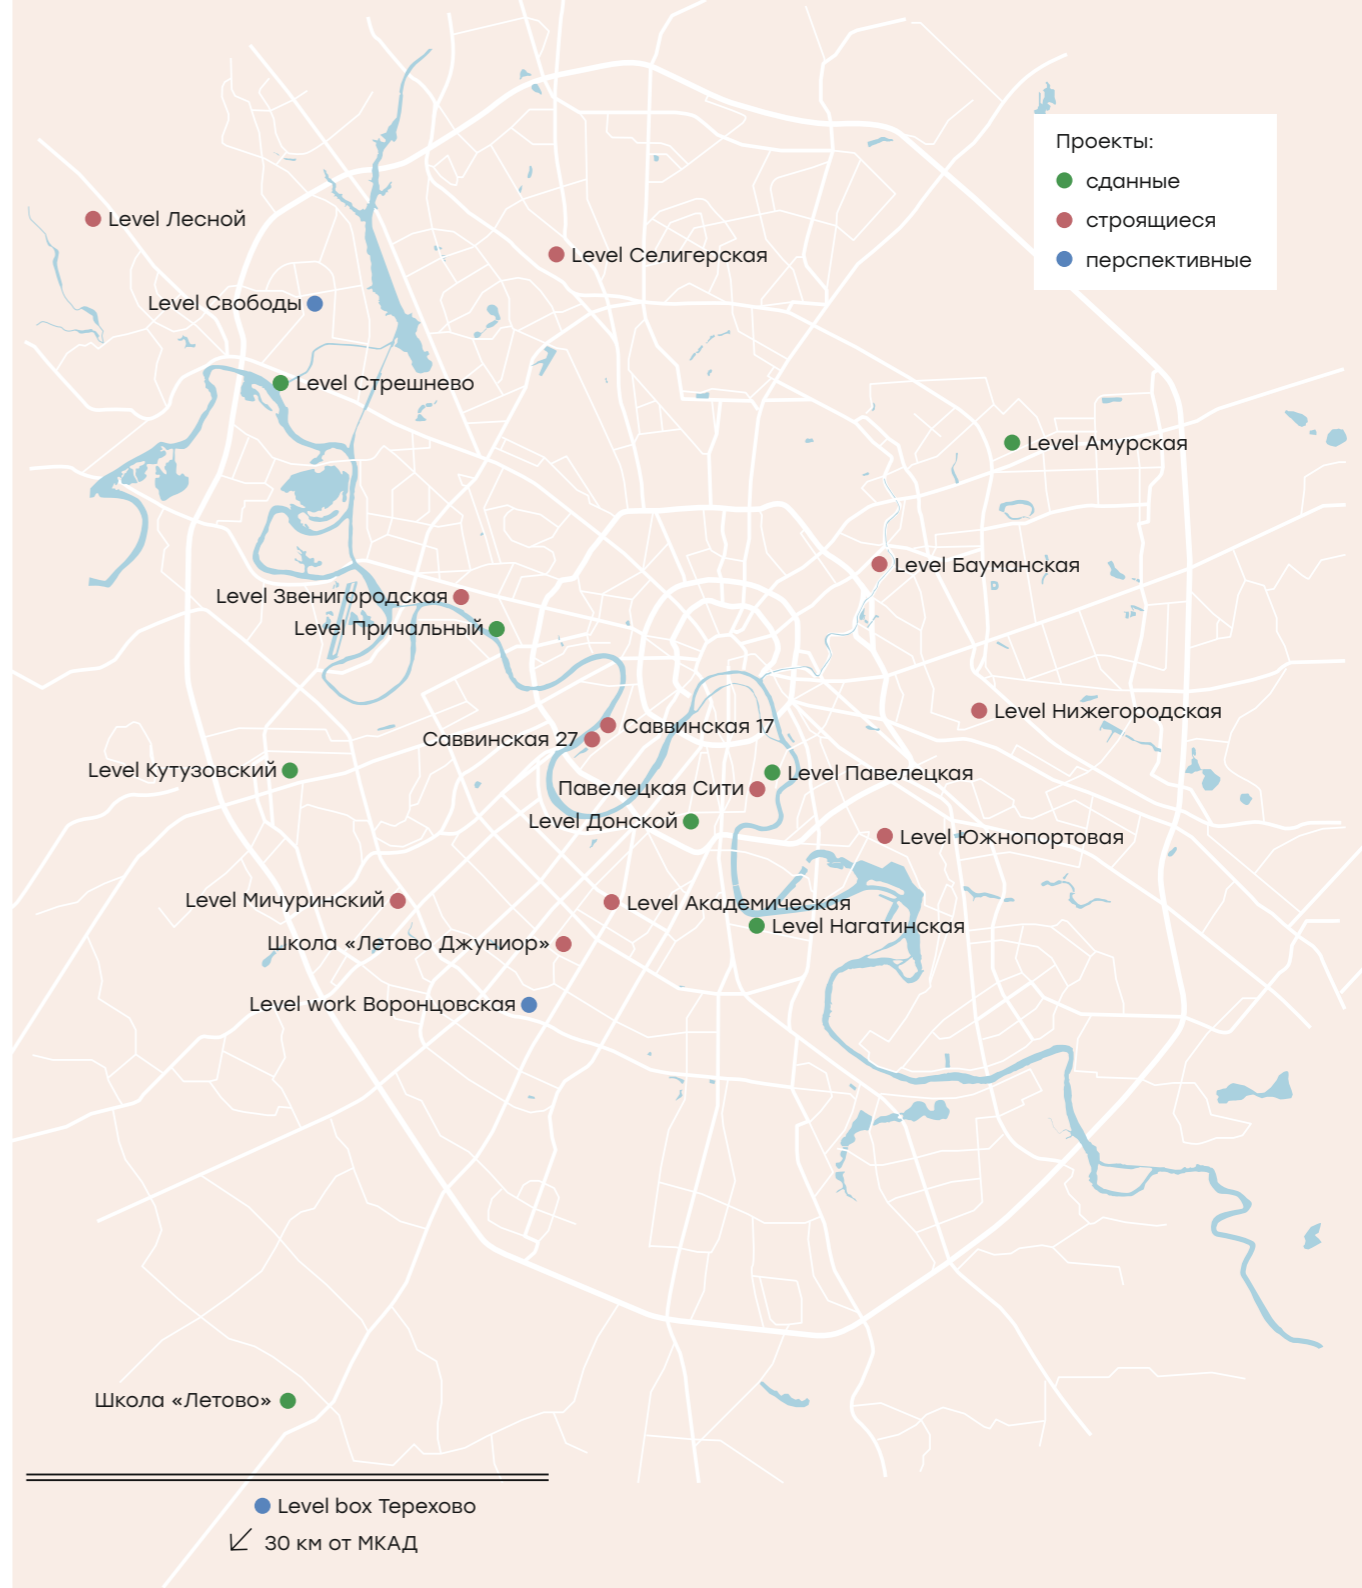 Проекты:
сданные
строящиеся
перспективные
Level Лесной
Level Селигерская
Level Свободы
Level Стрешнево
Level Амурская
Level Бауманская
Level Звенигородская
Level Причальный
Level Нижегородская
Саввинская 17
Саввинская 27
Level Кутузовский
Level Павелецкая
Павелецкая Сити
Level Донской
Level Южнопортовая
Level Мичуринский
Level Академическая
Level Нагатинская
Школа «Летово Джуниор»
Level work Воронцовская
Школа «Летово»
Level box Терехово
30 км от МКАД